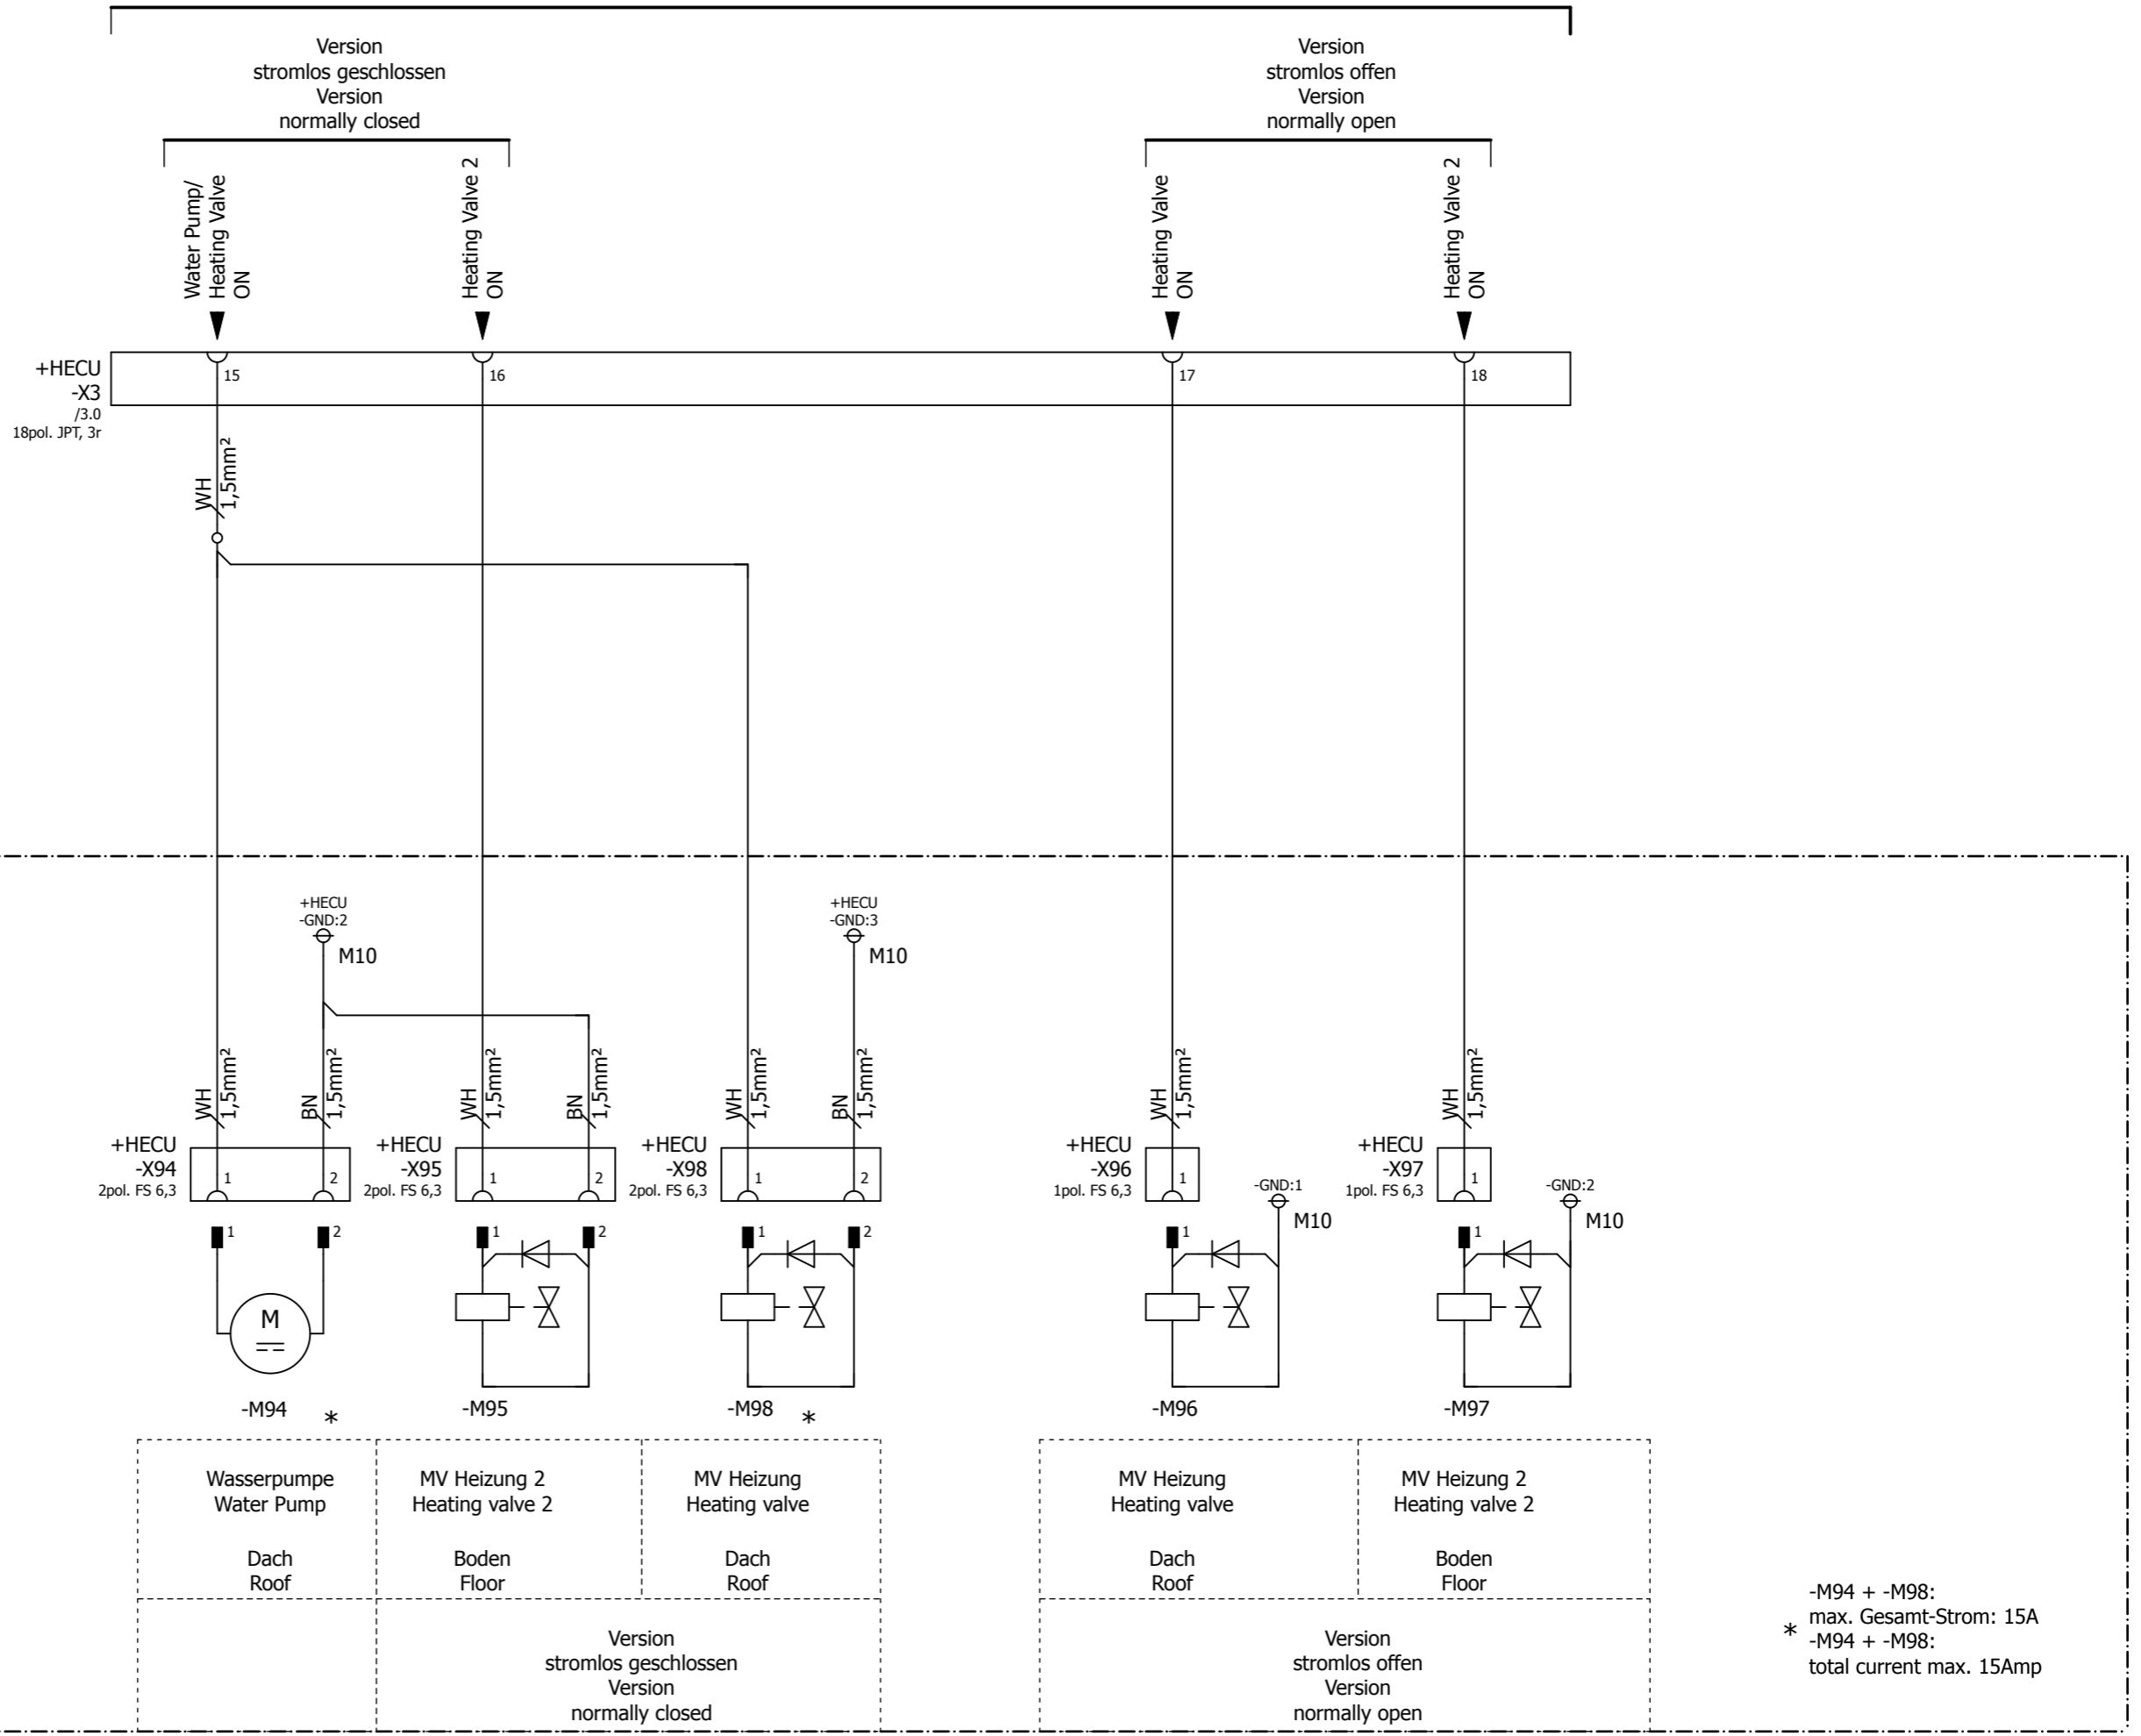 Version
stromlos geschlossen
Version
normally closed
Version
stromlos offen
Version
normally open
Water Pump/
Heating Valve
ON
Heating Valve 2
ON
Heating Valve
ON
Heating Valve 2
ON
+HECU
-X3
/3.0
18pol. JPT, 3r
15
16
17
18
WH
1,5mm²
+HECU
-GND:2
M10
+HECU
-GND:3
M10
WH
1,5mm²
BN
1,5mm²
WH
1,5mm²
BN
1,5mm²
WH
1,5mm²
BN
1,5mm²
WH
1,5mm²
WH
1,5mm²
+HECU
-X94
2pol. FS 6,3
1
2
+HECU
-X95
2pol. FS 6,3
1
2
+HECU
-X98
2pol. FS 6,3
1
2
+HECU
-X96
1pol. FS 6,3
1
-GND:1
M10
+HECU
-X97
1pol. FS 6,3
1
-GND:2
M10
1
2
1
2
1
2
1
1
M
-M94 *
-M95
-M98 *
-M96
-M97
Wasserpumpe
Water Pump
Dach
Roof
MV Heizung 2
Heating valve 2
Boden
Floor
MV Heizung
Heating valve
Dach
Roof
MV Heizung
Heating valve
Dach
Roof
MV Heizung 2
Heating valve 2
Boden
Floor
Version
stromlos geschlossen
Version
normally closed
Version
stromlos offen
Version
normally open
-M94 + -M98:
max. Gesamt-Strom: 15A
* -M94 + -M98:
total current max. 15Amp